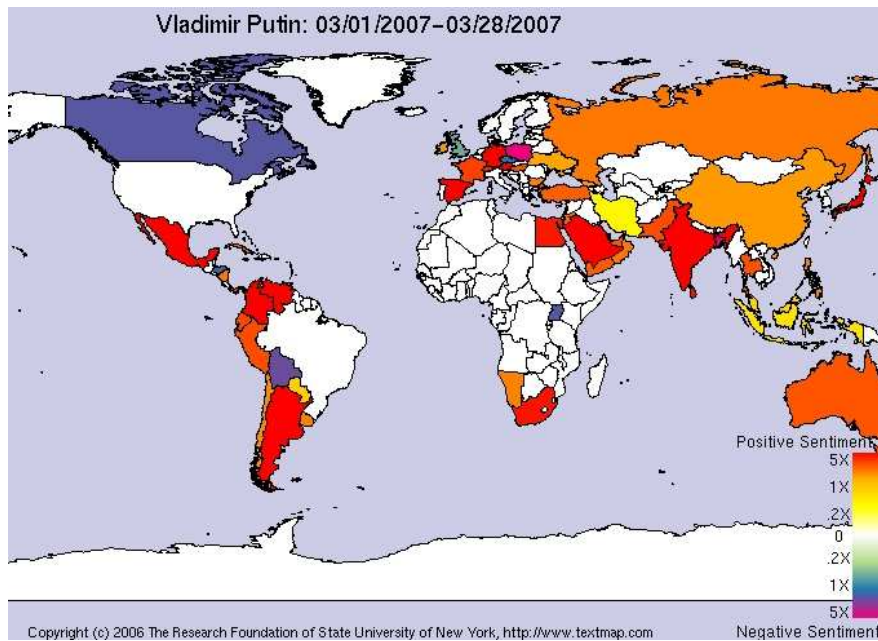 Vladimir Putin: 03/01/2007-03/28/2007
Positive Sentiment
5X
1X
.2X
0
.2X
1X
5X
Negative Sentiment
Copyright (c) 2006 The Research Foundation of State University of New York, http://www.textmap.com